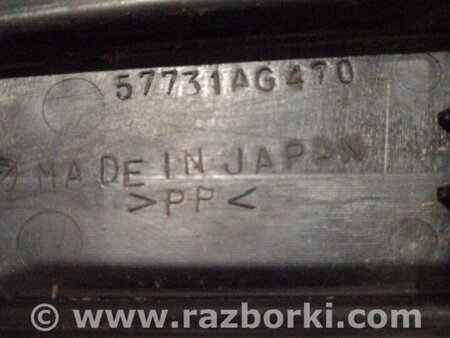 57731AG470
MADE IN JAPAN
>PP<
© www.razborki.com